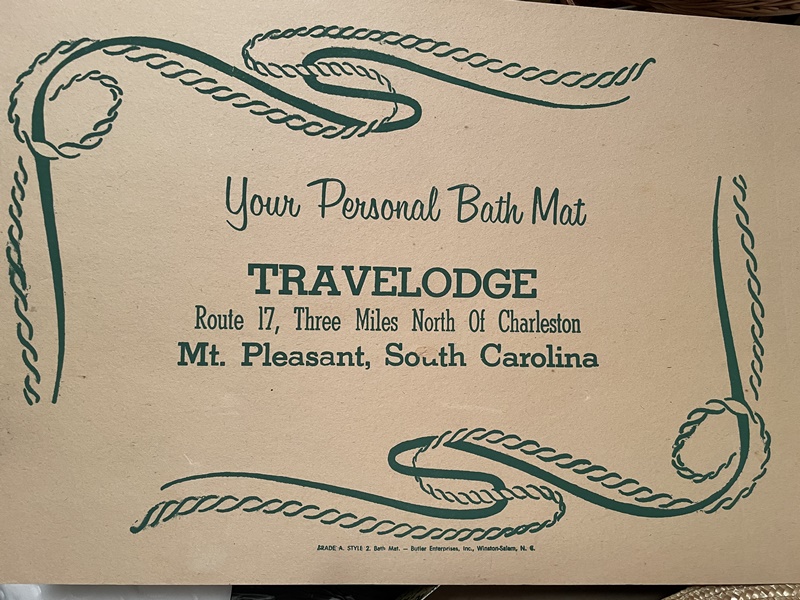 Your Personal Bath Mat
TRAVELODGE
Route 17, Three Miles North Of Charleston
Mt. Pleasant, South Carolina
GRADE A. STYLE 2. Bath Mat. — Butler Enterprises, Inc., Winston-Salem, N. C.